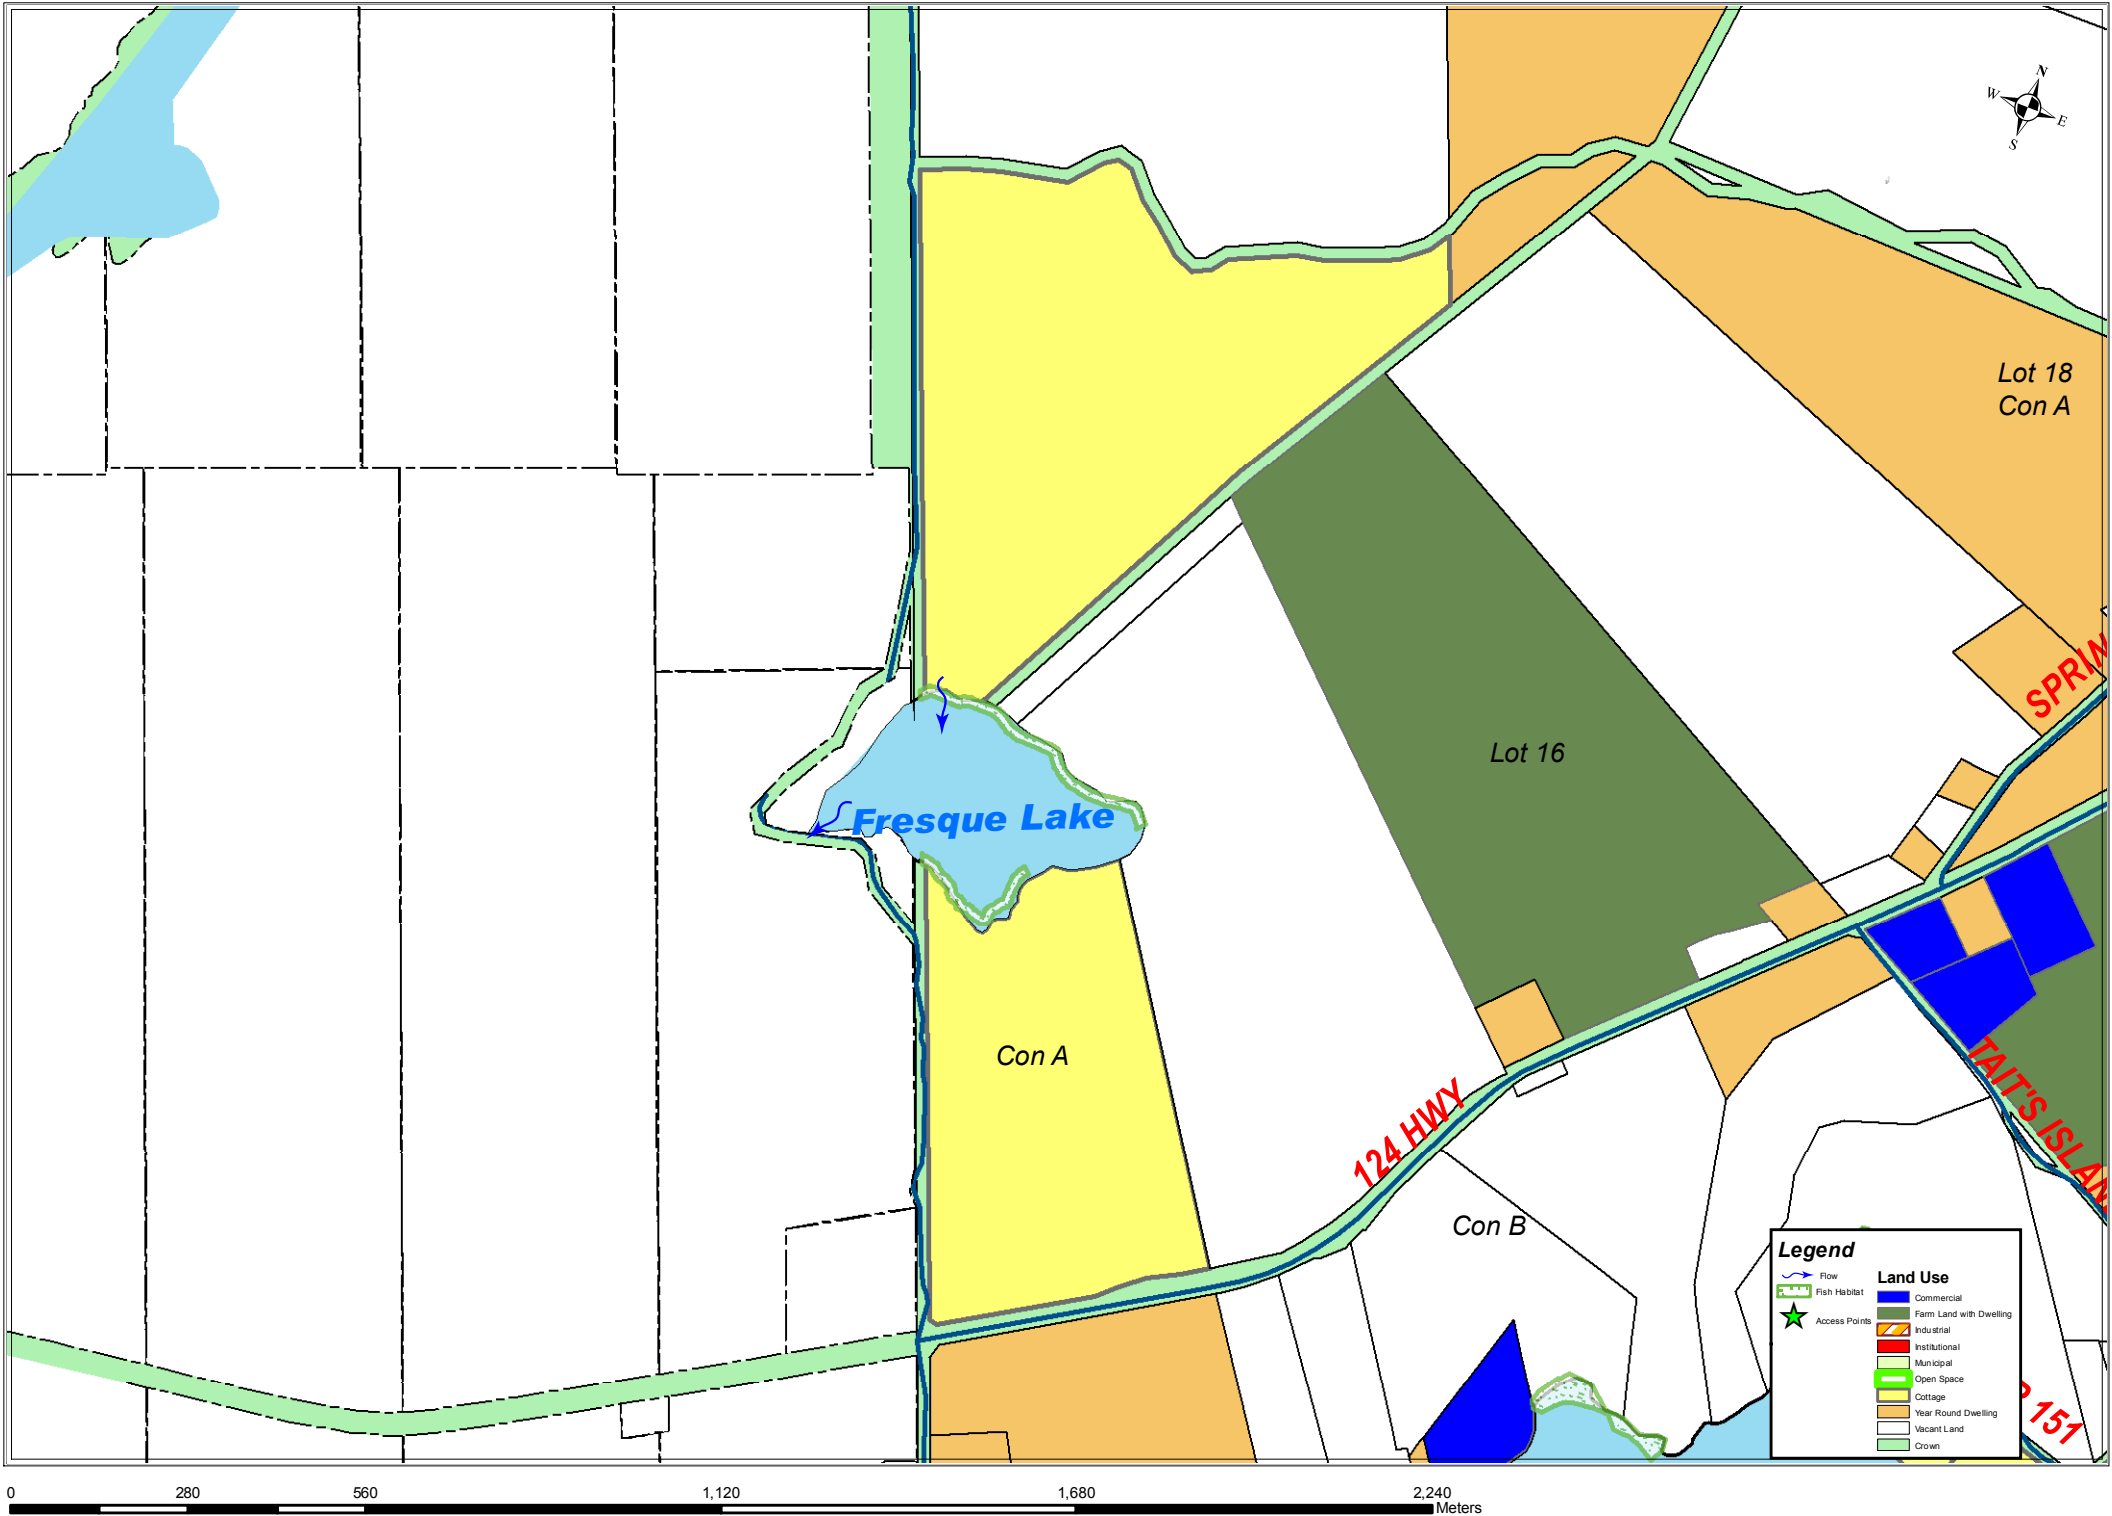 N
W
E
S
Lot 18
Con A
SPRIN
Lot 16
Fresque Lake
Con A
TAIT'S ISLAN
124 HWY
Con B
151
Legend
Flow
Fish Habitat
Access Points
Land Use
Commercial
Farm Land with Dwelling
Industrial
Institutional
Municipal
Open Space
Cottage
Year Round Dwelling
Vacant Land
Crown
0 280 560 1,120 1,680 2,240
Meters